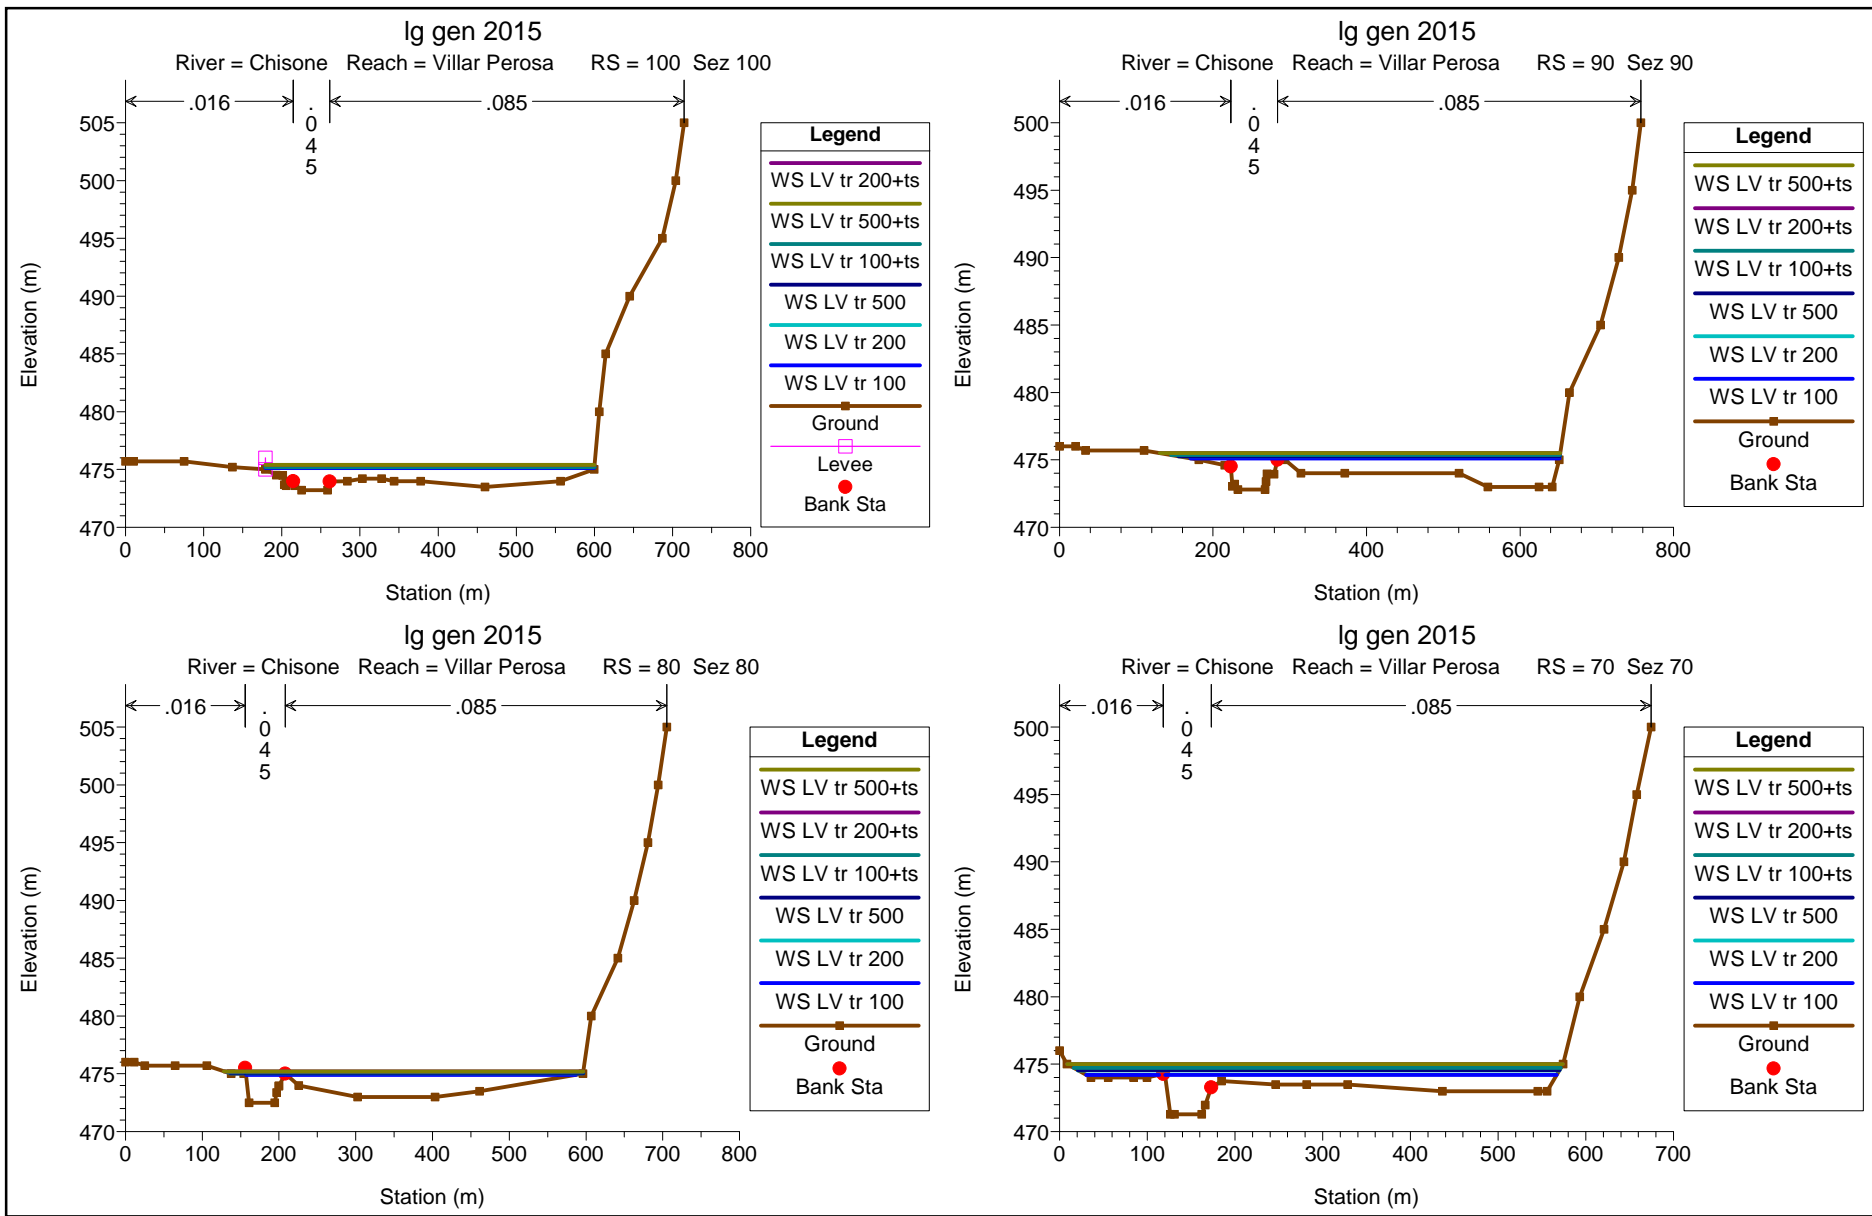 lg gen 2015
River = Chisone Reach = Villar Perosa RS = 100 Sez 100
.016
.045
.085
505
500
495
490
485
480
475
470
Elevation (m)
0 100 200 300 400 500 600 700 800
Station (m)
Legend
WS LV tr 200+ts
WS LV tr 500+ts
WS LV tr 100+ts
WS LV tr 500
WS LV tr 200
WS LV tr 100
Ground
Levee
Bank Sta
lg gen 2015
River = Chisone Reach = Villar Perosa RS = 90 Sez 90
.016
.045
.085
500
495
490
485
480
475
470
Elevation (m)
0 200 400 600 800
Station (m)
Legend
WS LV tr 500+ts
WS LV tr 200+ts
WS LV tr 100+ts
WS LV tr 500
WS LV tr 200
WS LV tr 100
Ground
Bank Sta
lg gen 2015
River = Chisone Reach = Villar Perosa RS = 80 Sez 80
.016
.045
.085
505
500
495
490
485
480
475
470
Elevation (m)
0 100 200 300 400 500 600 700 800
Station (m)
Legend
WS LV tr 500+ts
WS LV tr 200+ts
WS LV tr 100+ts
WS LV tr 500
WS LV tr 200
WS LV tr 100
Ground
Bank Sta
lg gen 2015
River = Chisone Reach = Villar Perosa RS = 70 Sez 70
.016
.045
.085
500
495
490
485
480
475
470
Elevation (m)
0 100 200 300 400 500 600 700
Station (m)
Legend
WS LV tr 500+ts
WS LV tr 200+ts
WS LV tr 100+ts
WS LV tr 500
WS LV tr 200
WS LV tr 100
Ground
Bank Sta